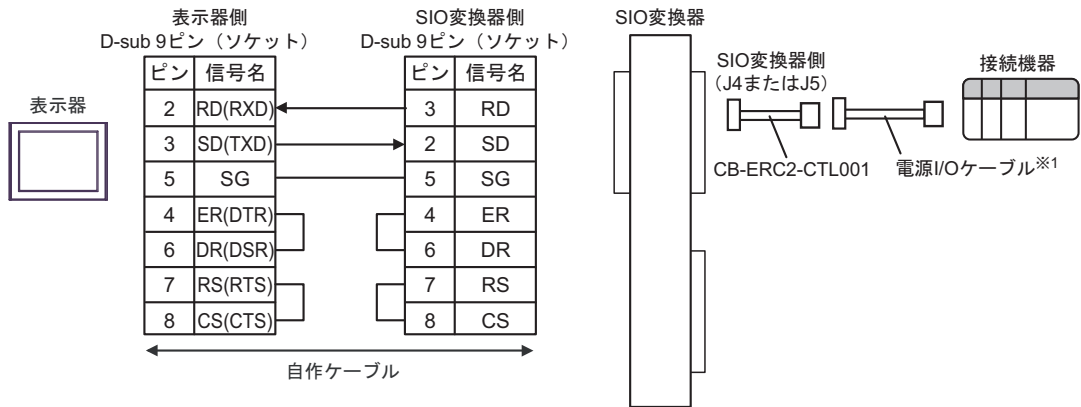 表示器側
D-sub 9ピン（ソケット）
SIO変換器側
D-sub 9ピン（ソケット）
SIO変換器
表示器
ピン 信号名
2 RD(RXD)
3 SD(TXD)
5 SG
4 ER(DTR)
6 DR(DSR)
7 RS(RTS)
8 CS(CTS)
ピン 信号名
3 RD
2 SD
5 SG
4 ER
6 DR
7 RS
8 CS
自作ケーブル
SIO変換器側
（J4またはJ5）
接続機器
CB-ERC2-CTL001
電源I/Oケーブル※1